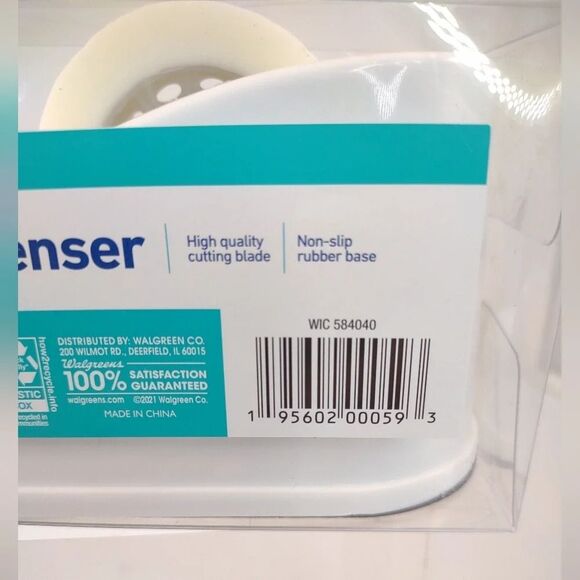 enser
High quality
cutting blade
Non-slip
rubber base
WIC 584040
DISTRIBUTED BY: WALGREEN CO.
200 WILMOT RD., DEERFIELD, IL 60015
Walgreens
100% SATISFACTION
GUARANTEED
walgreens.com ©2021 Walgreen Co.
MADE IN CHINA
how2recycle.info
STIC
OX
1 95602 00059 3